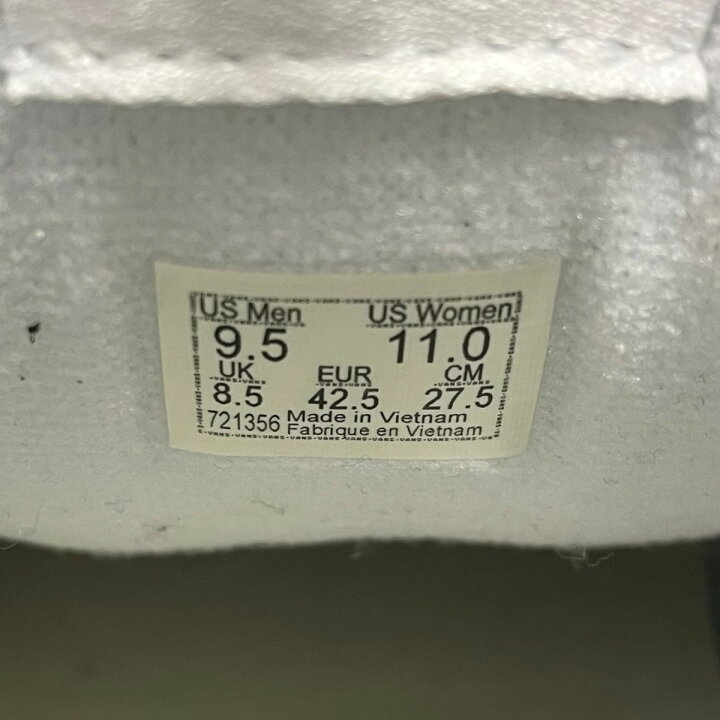 US Men US Women
9.5 11.0
UK EUR CM
8.5 42.5 27.5
721356 Made in Vietnam
Fabriqué en Vietnam